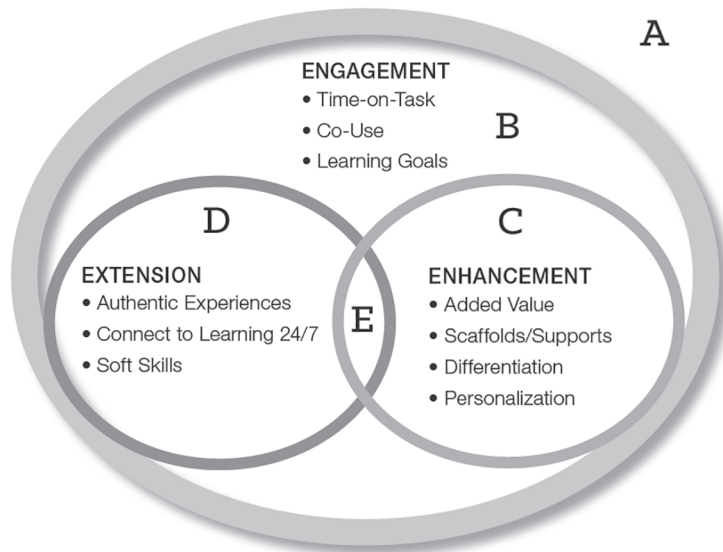 A
ENGAGEMENT
• Time-on-Task
• Co-Use
• Learning Goals
B
D
EXTENSION
• Authentic Experiences
• Connect to Learning 24/7
• Soft Skills
E
C
ENHANCEMENT
• Added Value
• Scaffolds/Supports
• Differentiation
• Personalization